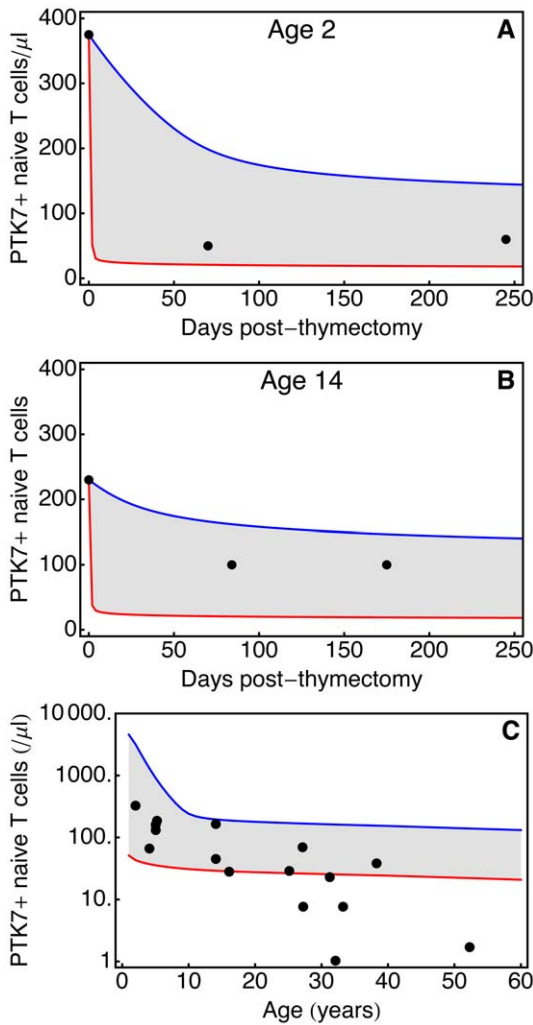 Age 2
A
PTK7+ naive T cells/μl
400
300
200
100
0
0 50 100 150 200 250
Days post−thymectomy
Age 14
B
PTK7+ naive T cells
400
300
200
100
0
0 50 100 150 200 250
Days post−thymectomy
C
PTK7+ naive T cells (/μl)
10 000.
1000.
100.
10.
1
0 10 20 30 40 50 60
Age (years)